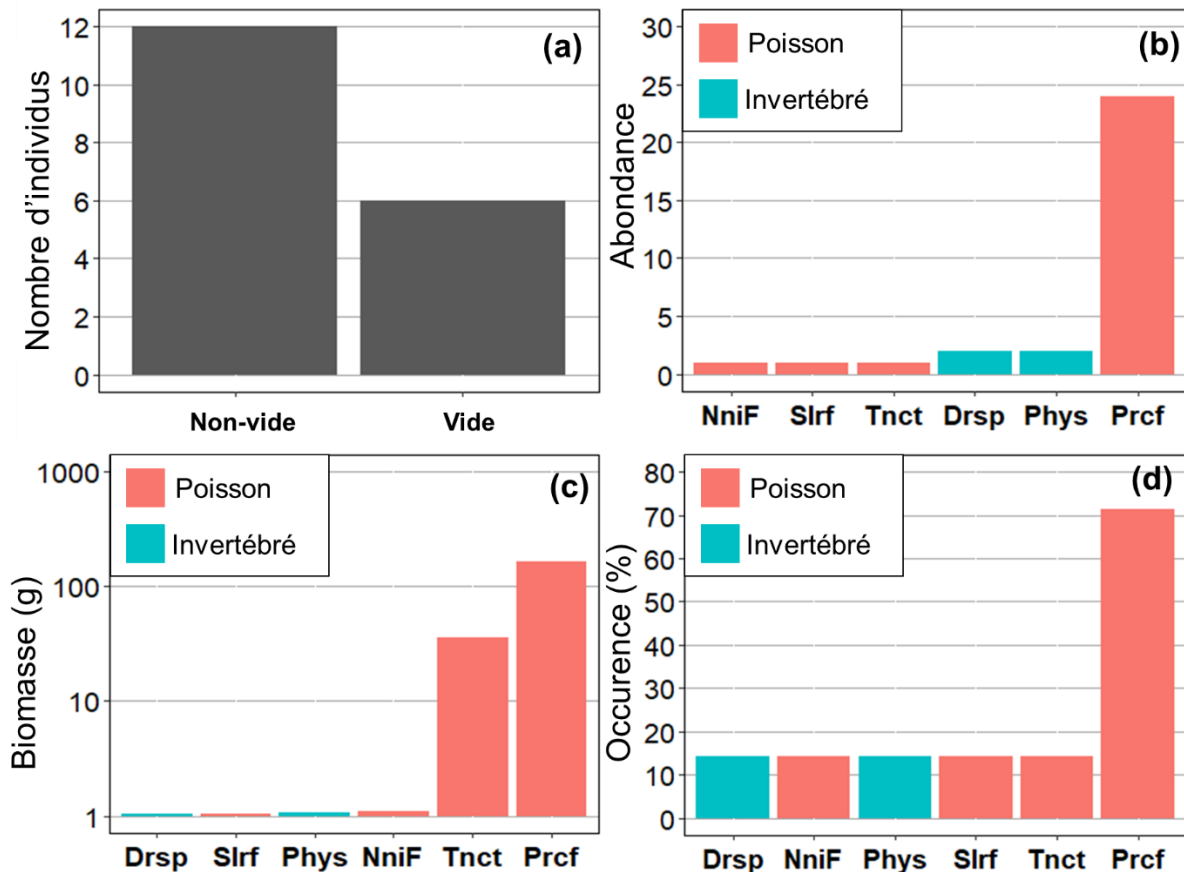 (a)
Nombre d'individus
12
10
8
6
4
2
0
Non-vide Vide
(b)
Poisson
Invertébré
Abondance
30
25
20
15
10
5
0
NniF Slrf Tnct Drsp Phys Prcf
(c)
Poisson
Invertébré
Biomasse (g)
1000
100
10
1
Drsp Slrf Phys NniF Tnct Prcf
(d)
Poisson
Invertébré
Occurence (%)
80
70
60
50
40
30
20
10
0
Drsp NniF Phys Slrf Tnct Prcf